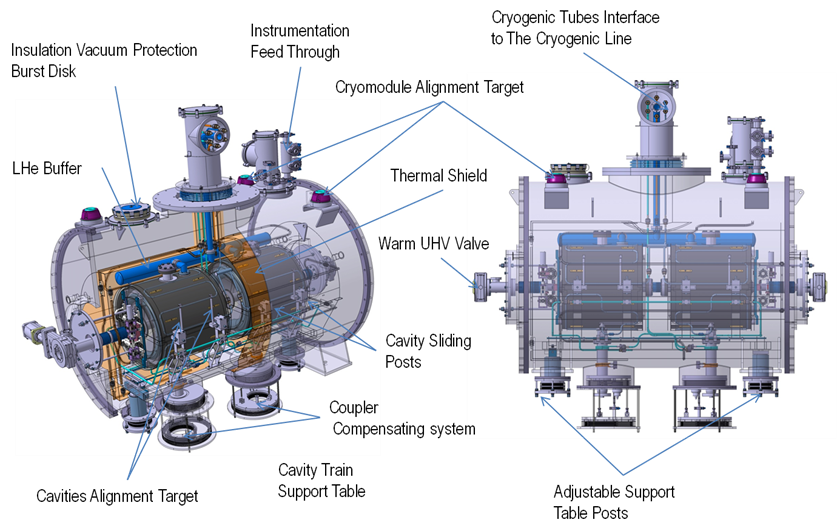 Cryogenic Tubes Interface
to The Cryogenic Line
Instrumentation
Feed Through
Insulation Vacuum Protection
Burst Disk
Cryomodule Alignment Target
LHe Buffer
Thermal Shield
Warm UHV Valve
Cavity Sliding
Posts
Coupler
Compensating system
Cavity Train
Support Table
Cavities Alignment Target
Adjustable Support
Table Posts